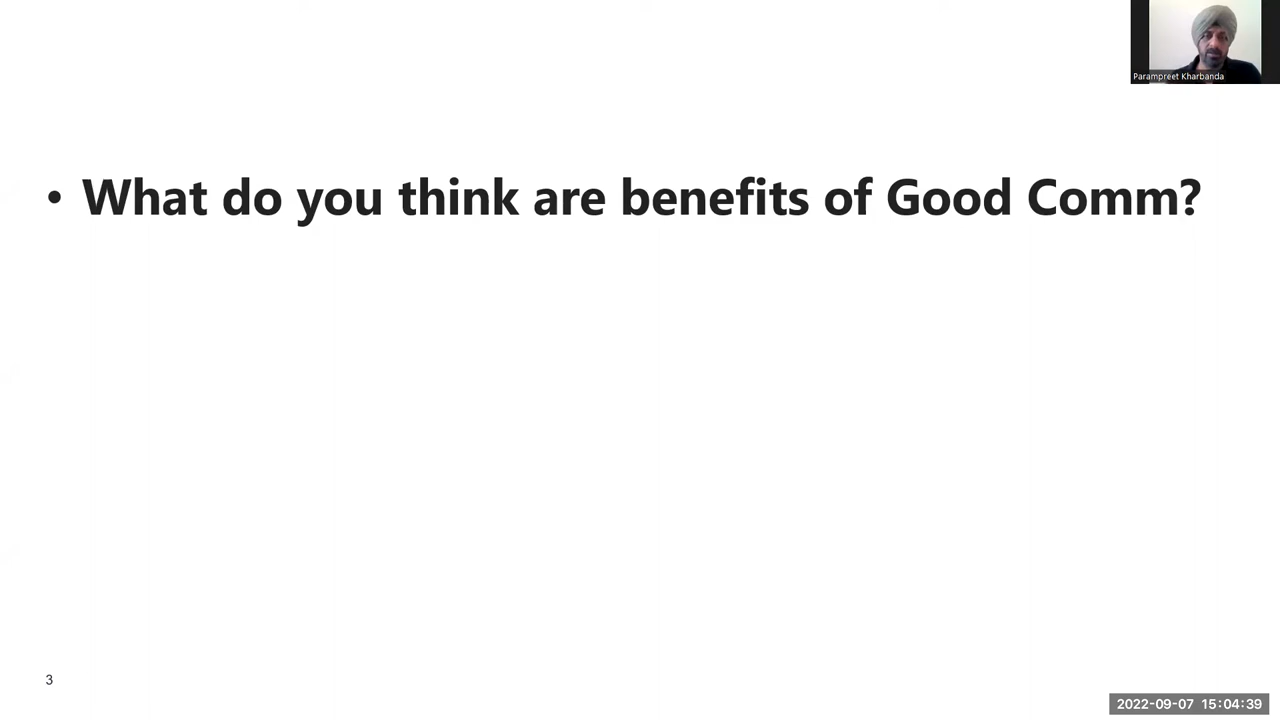 Parampreet Kharbanda
• What do you think are benefits of Good Comm?
3
2022-09-07 15:04:39